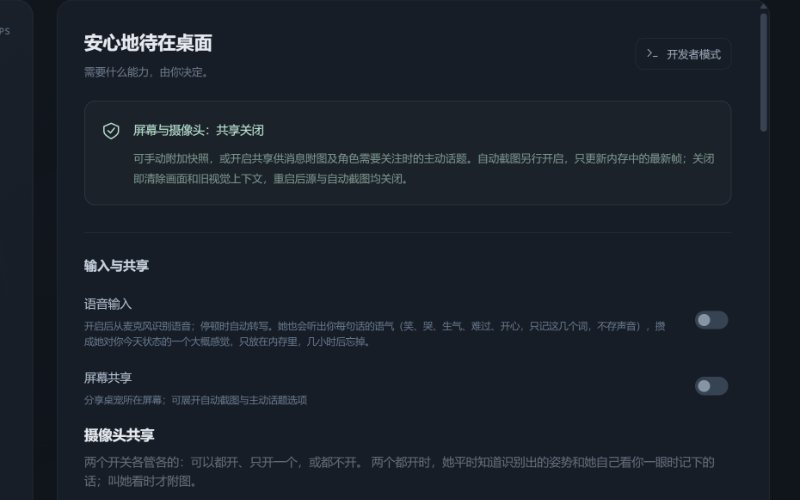 PS
安心地待在桌面
需要什么能力，由你决定。
开发者模式
屏幕与摄像头：共享关闭
可手动附加快照，或开启共享供消息附图及角色需要关注时的主动话题。自动截图另行开启，只更新内存中的最新帧；关闭
即清除画面和旧视觉上下文，重启后源与自动截图均关闭。
输入与共享
语音输入
开启后从麦克风识别语音；停顿时自动转写。她也会听出你每句话的语气（笑、哭、生气、难过、开心，只记这几个词，不存声音），攒
成她对你今天状态的一个大概感觉，只放在内存里，几小时后忘掉。
屏幕共享
分享桌宠所在屏幕；可展开自动截图与主动话题选项
摄像头共享
两个开关各管各的：可以都开、只开一个，或都不开。 两个都开时，她平时知道识别出的姿势和她自己看你一眼时记下的
话；叫她看时才附图。